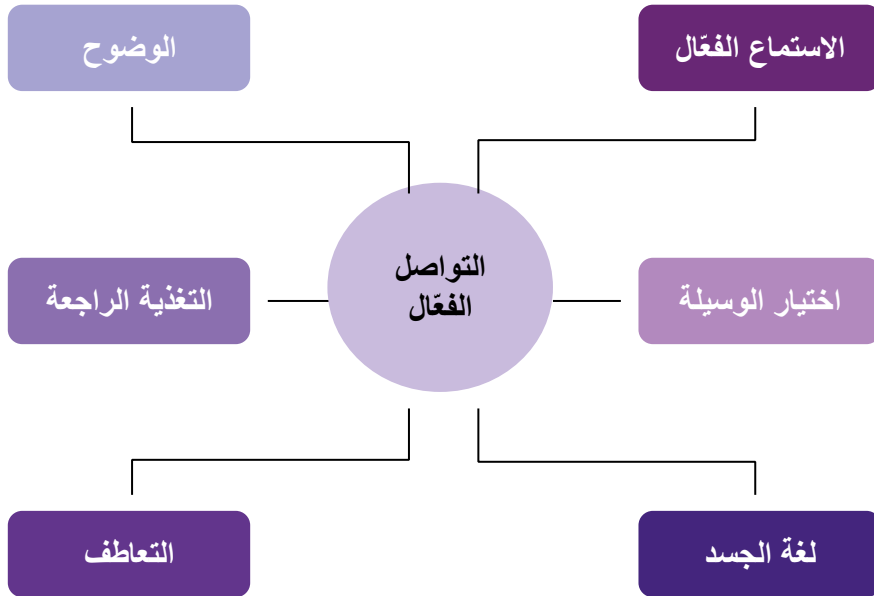 الاستماع الفعّال
الوضوح
اختيار الوسيلة
التواصل
الفعّال
التغذية الراجعة
لغة الجسد
التعاطف